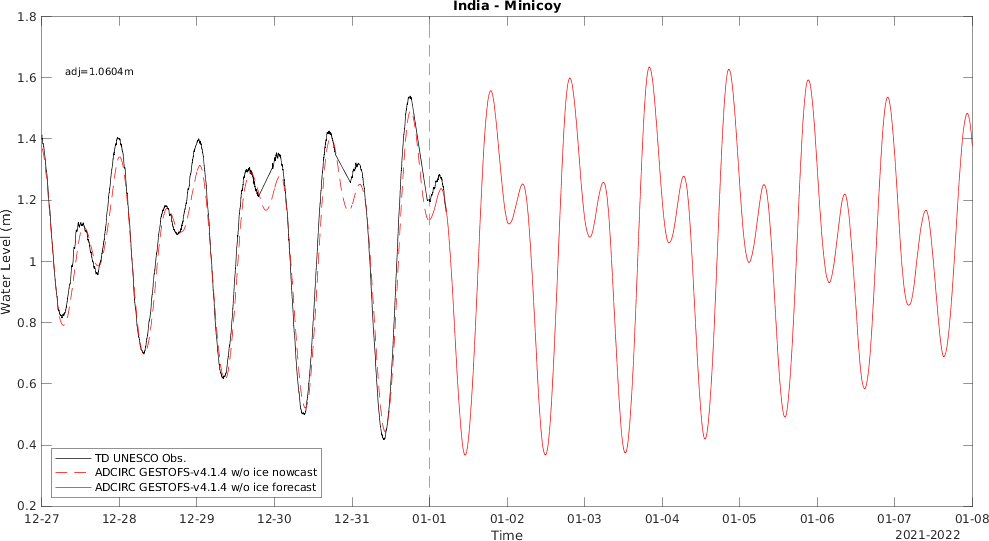 India - Minicoy
1.8
1.6
1.4
1.2
1
0.8
0.6
0.4
0.2
Water Level (m)
adj=1.0604m
TD UNESCO Obs.
ADCIRC GESTOFS-v4.1.4 w/o ice nowcast
ADCIRC GESTOFS-v4.1.4 w/o ice forecast
12-27 12-28 12-29 12-30 12-31 01-01 01-02 01-03 01-04 01-05 01-06 01-07 01-08
Time
2021-2022